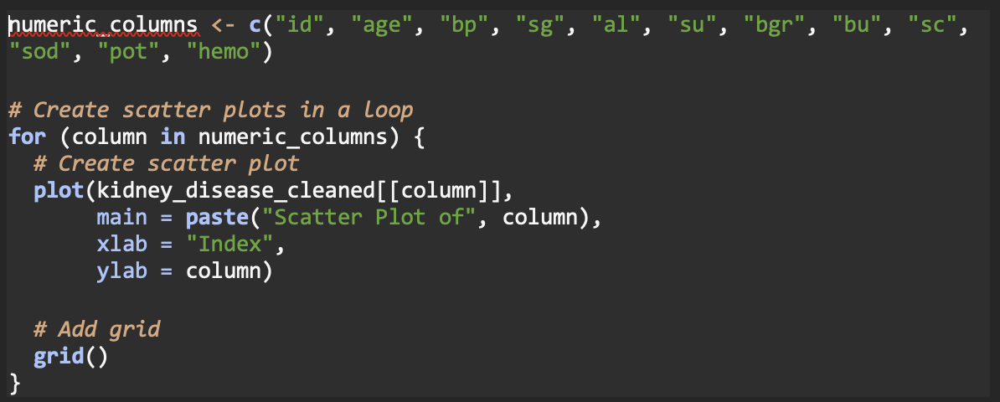 numeric_columns <- c("id", "age", "bp", "sg", "al", "su", "bgr", "bu", "sc",
"sod", "pot", "hemo")
# Create scatter plots in a loop
for (column in numeric_columns) {
  # Create scatter plot
  plot(kidney_disease_cleaned[[column]],
       main = paste("Scatter Plot of", column),
       xlab = "Index",
       ylab = column)
  # Add grid
  grid()
}